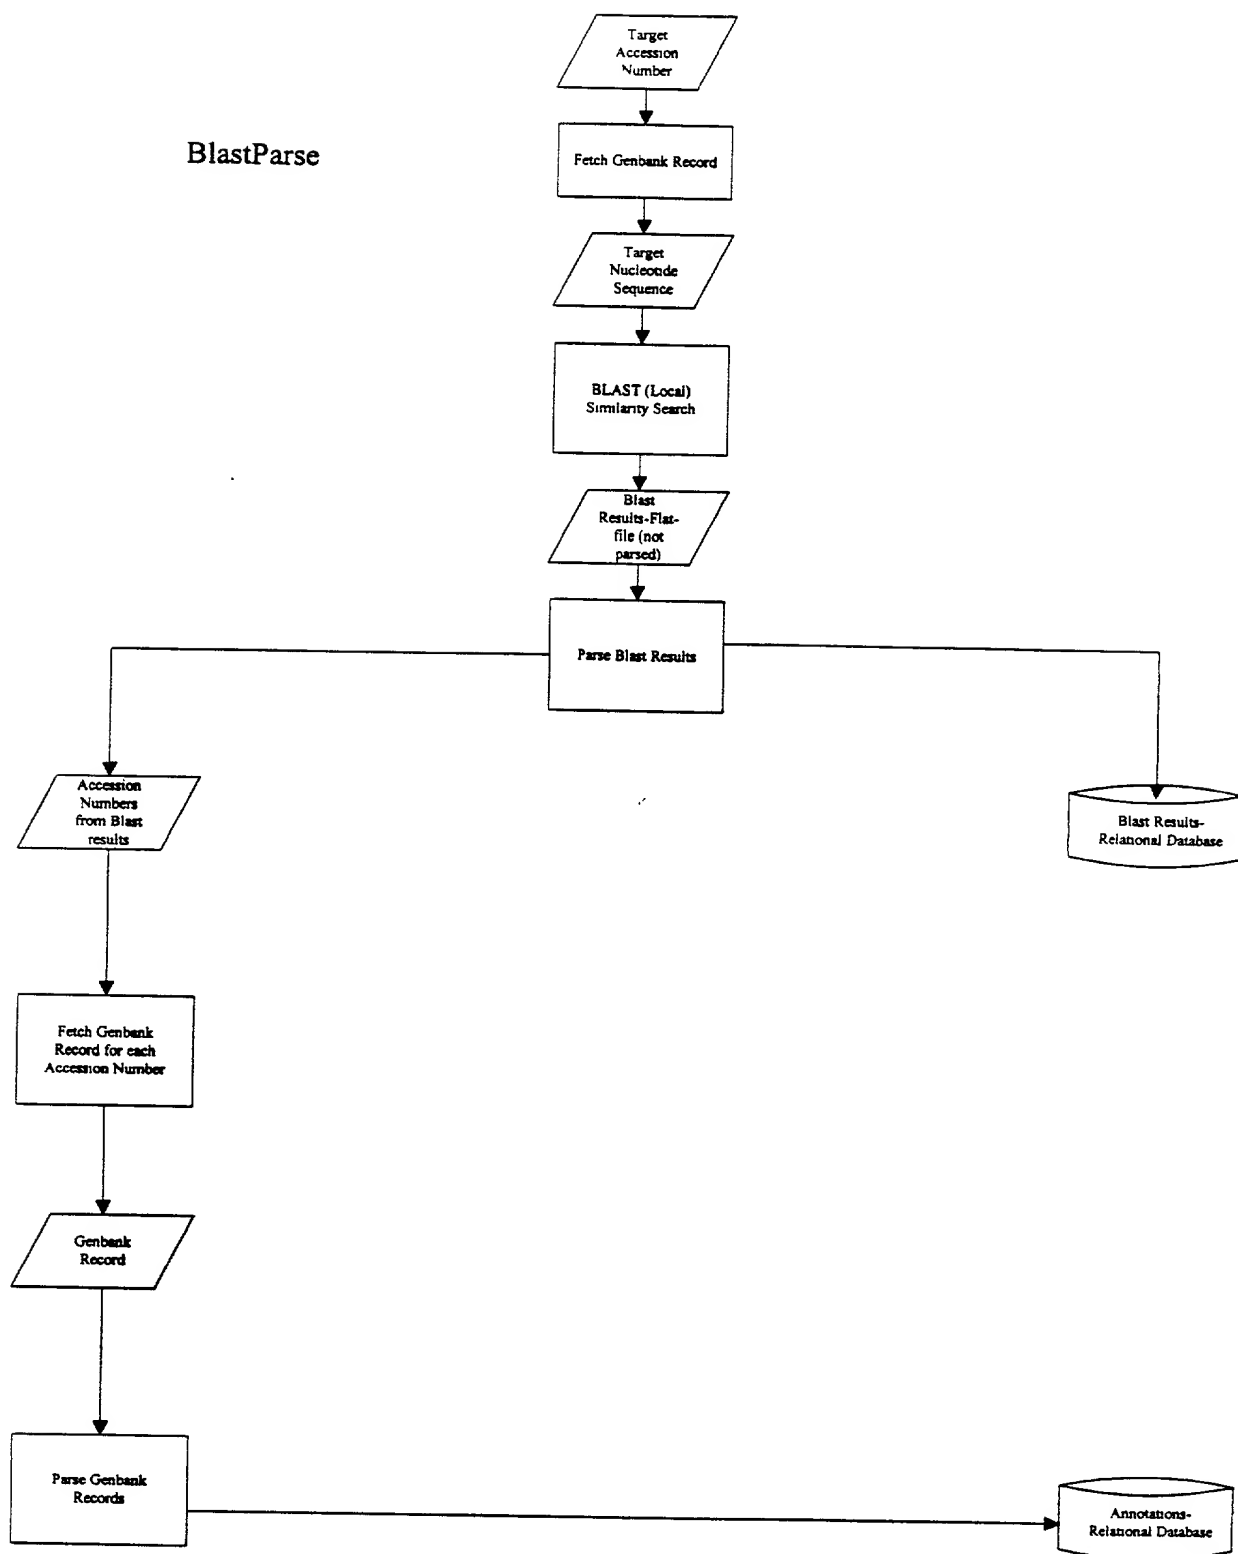 Target
Accession
Number
BlastParse
Fetch Genbank Record
Target
Nucleotide
Sequence
BLAST (Local)
Similarity Search
Blast
Results-Flat-
file (not
parsed)
Parse Blast Results
Accession
Numbers
from Blast
results
Blast Results-
Relational Database
Fetch Genbank
Record for each
Accession Number
Genbank
Record
Parse Genbank
Records
Annotations-
Relational Database